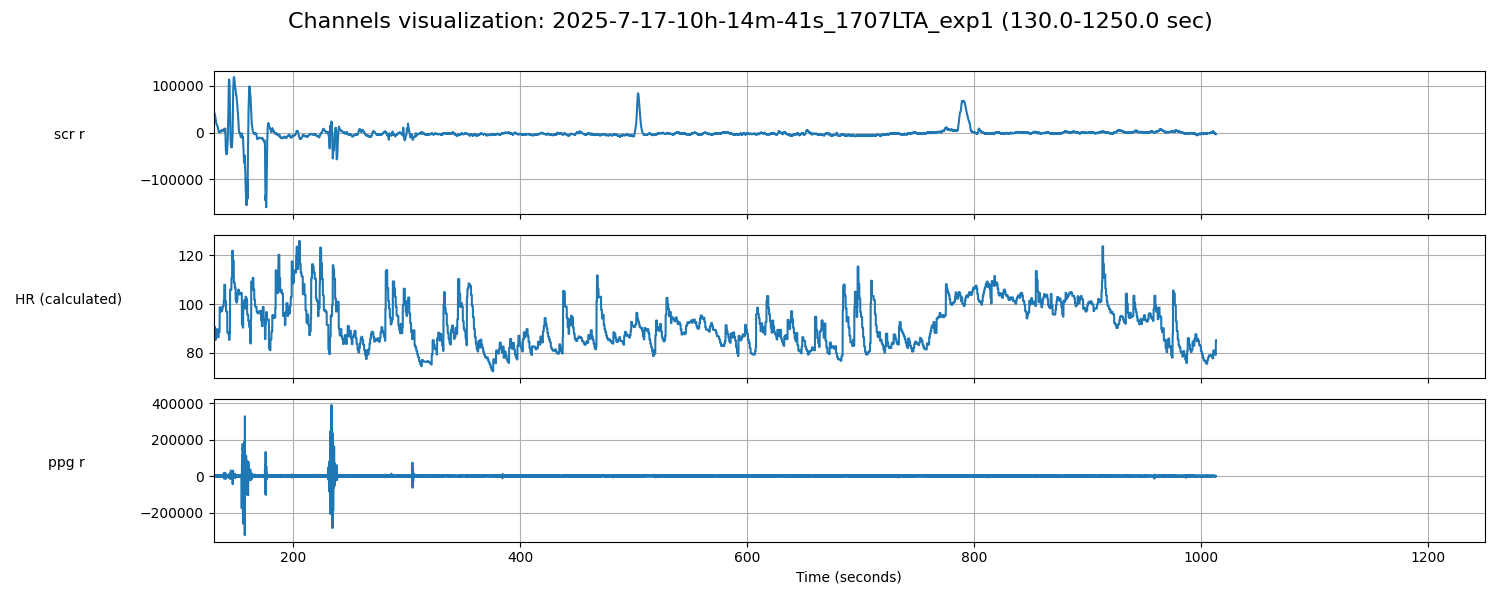 Channels visualization: 2025-7-17-10h-14m-41s_1707LTA_exp1 (130.0-1250.0 sec)
100000
scr r
0
−100000
120
HR (calculated)
100
80
400000
200000
ppg r
0
−200000
200 400 600 800 1000 1200
Time (seconds)